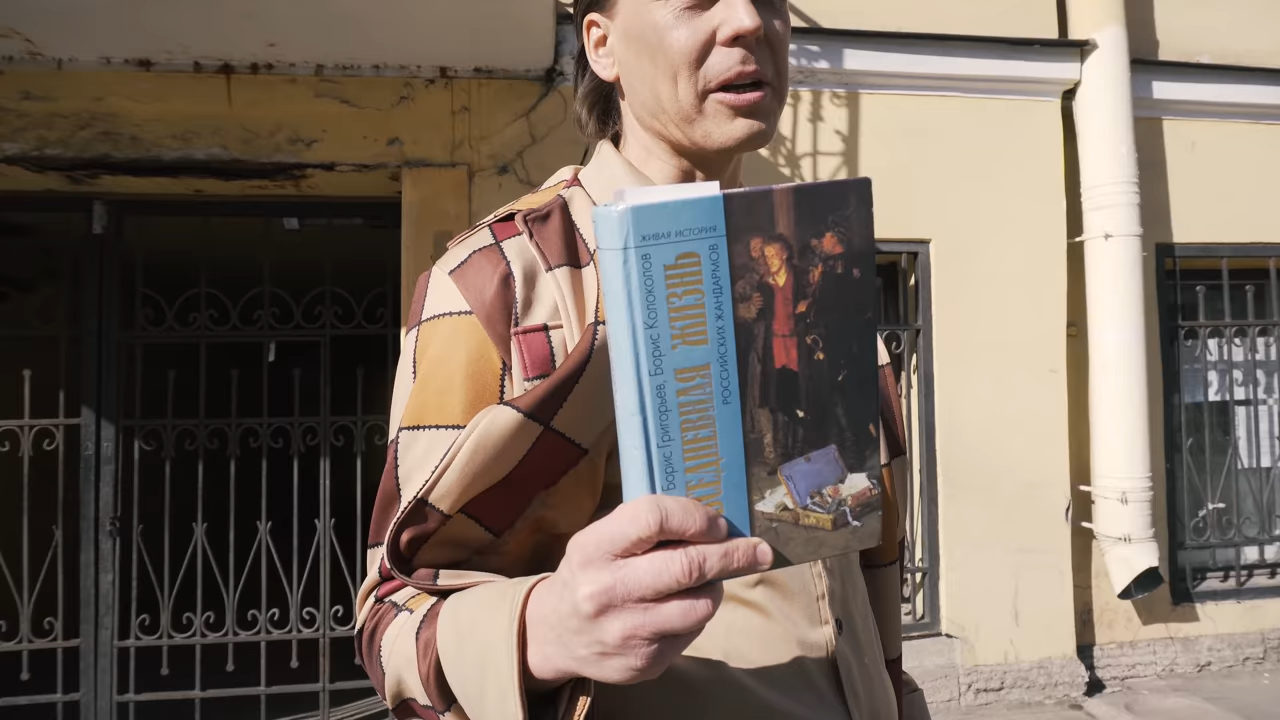 ЖИВАЯ ИСТОРИЯ
Борис Григорьев, Борис Колоколов
ЖИЗНЬ
РОССИЙСКИХ ЖАНДАРМОВ